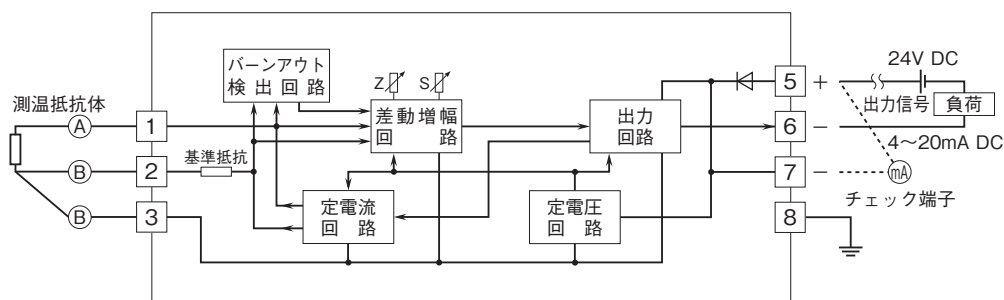 測温抵抗体
A
B
B
1
2
3
基準抵抗
バーンアウト
検出回路
Z
S
差動増幅
回路
定電流
回路
出力
回路
定電圧
回路
5
6
7
8
+
−
−
24V DC
出力信号
負荷
4〜20mA DC
mA
チェック端子